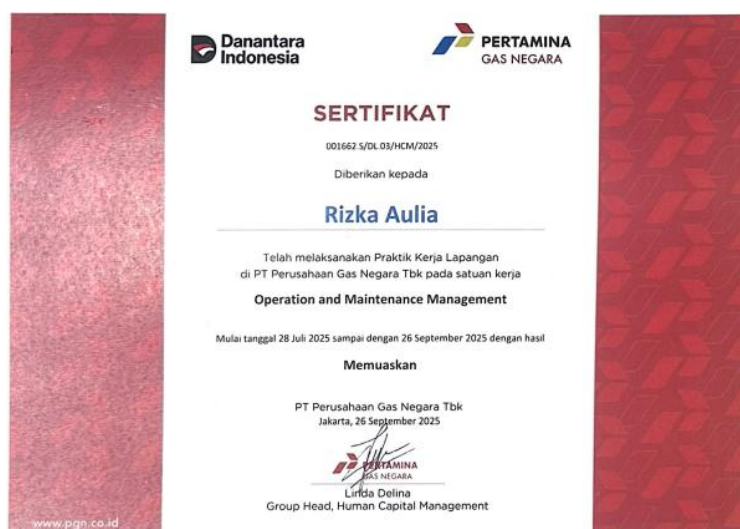 Danantara
Indonesia
PERTAMINA
GAS NEGARA
SERTIFIKAT
001662.S/DL.03/HCM/2025
Diberikan kepada
Rizka Aulia
Telah melaksanakan Praktik Kerja Lapangan
di PT Perusahaan Gas Negara Tbk pada satuan kerja
Operation and Maintenance Management
Mulai tanggal 28 Juli 2025 sampai dengan 26 September 2025 dengan hasil
Memuaskan
PT Perusahaan Gas Negara Tbk
Jakarta, 26 September 2025
PERTAMINA
GAS NEGARA
Linda Delina
Group Head, Human Capital Management
www.pgn.co.id